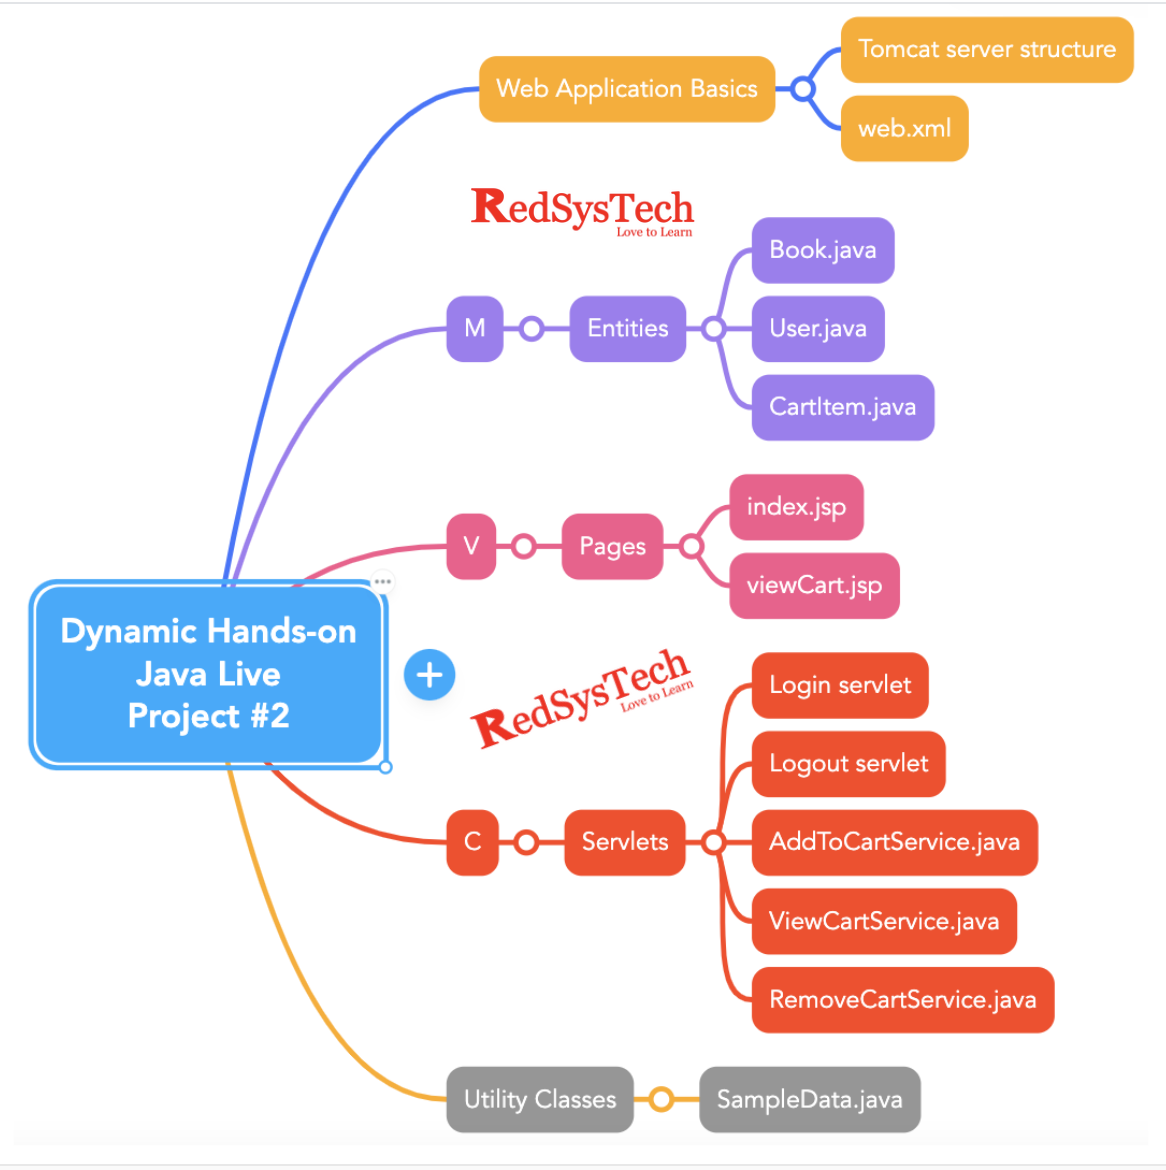 Tomcat server structure
Web Application Basics
web.xml
RedSysTech
Love to Learn
Book.java
M
Entities
User.java
CartItem.java
index.jsp
V
Pages
viewCart.jsp
Dynamic Hands-on
Java Live
Project #2
RedSysTech
Love to Learn
Login servlet
Logout servlet
C
Servlets
AddToCartService.java
ViewCartService.java
RemoveCartService.java
Utility Classes
SampleData.java